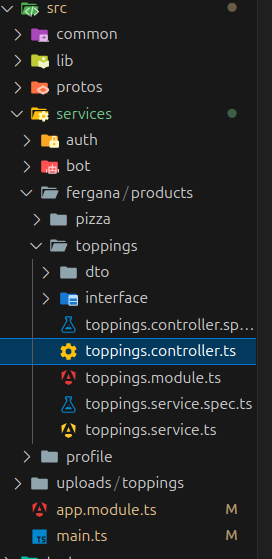 src
common
lib
protos
services
auth
bot
fergana/products
pizza
toppings
dto
interface
toppings.controller.sp...
toppings.controller.ts
toppings.module.ts
toppings.service.spec.ts
toppings.service.ts
profile
uploads/toppings
app.module.ts M
TS main.ts M